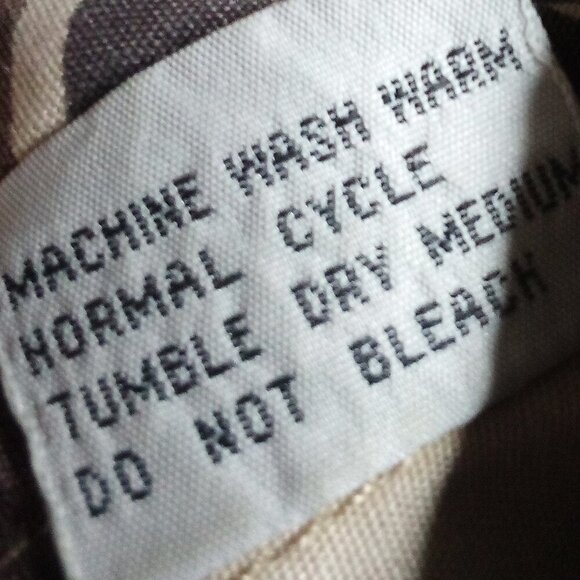 MACHINE WASH WARM
NORMAL CYCLE
TUMBLE DRY MEDIUM
DO NOT BLEACH